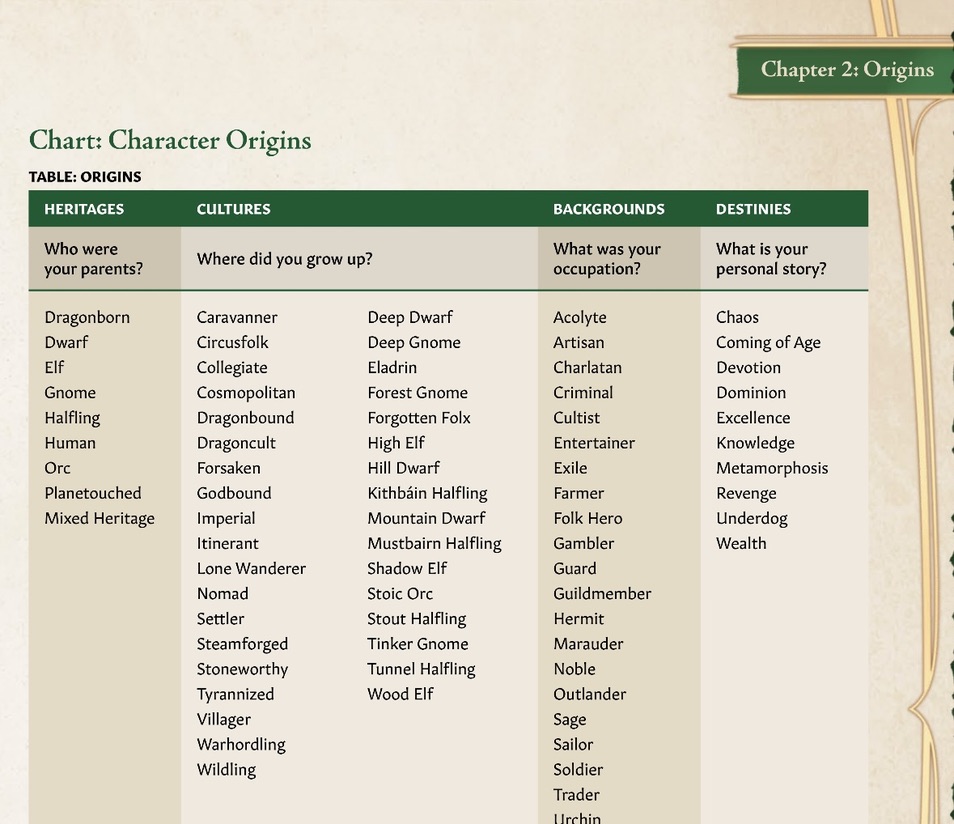 Chapter 2: Origins
Chart: Character Origins
TABLE: ORIGINS
HERITAGES CULTURES BACKGROUNDS DESTINIES
Who were your parents? Where did you grow up? What was your occupation? What is your personal story?
Dragonborn Caravanner Deep Dwarf Acolyte Chaos
Dwarf Circusfolk Deep Gnome Artisan Coming of Age
Elf Collegiate Eladrin Charlatan Devotion
Gnome Cosmopolitan Forest Gnome Criminal Dominion
Halfling Dragonbound Forgotten Folx Cultist Excellence
Human Dragoncult High Elf Entertainer Knowledge
Orc Forsaken Hill Dwarf Exile Metamorphosis
Planetouched Godbound Kithbáin Halfling Farmer Revenge
Mixed Heritage Imperial Mountain Dwarf Folk Hero Underdog
Itinerant Mustbairn Halfling Gambler Wealth
Lone Wanderer Shadow Elf Guard
Nomad Stoic Orc Guildmember
Settler Stout Halfling Hermit
Steamforged Tinker Gnome Marauder
Stoneworthy Tunnel Halfling Noble
Tyrannized Wood Elf Outlander
Villager Sage
Warhordling Sailor
Wildling Soldier
Trader
Urchin